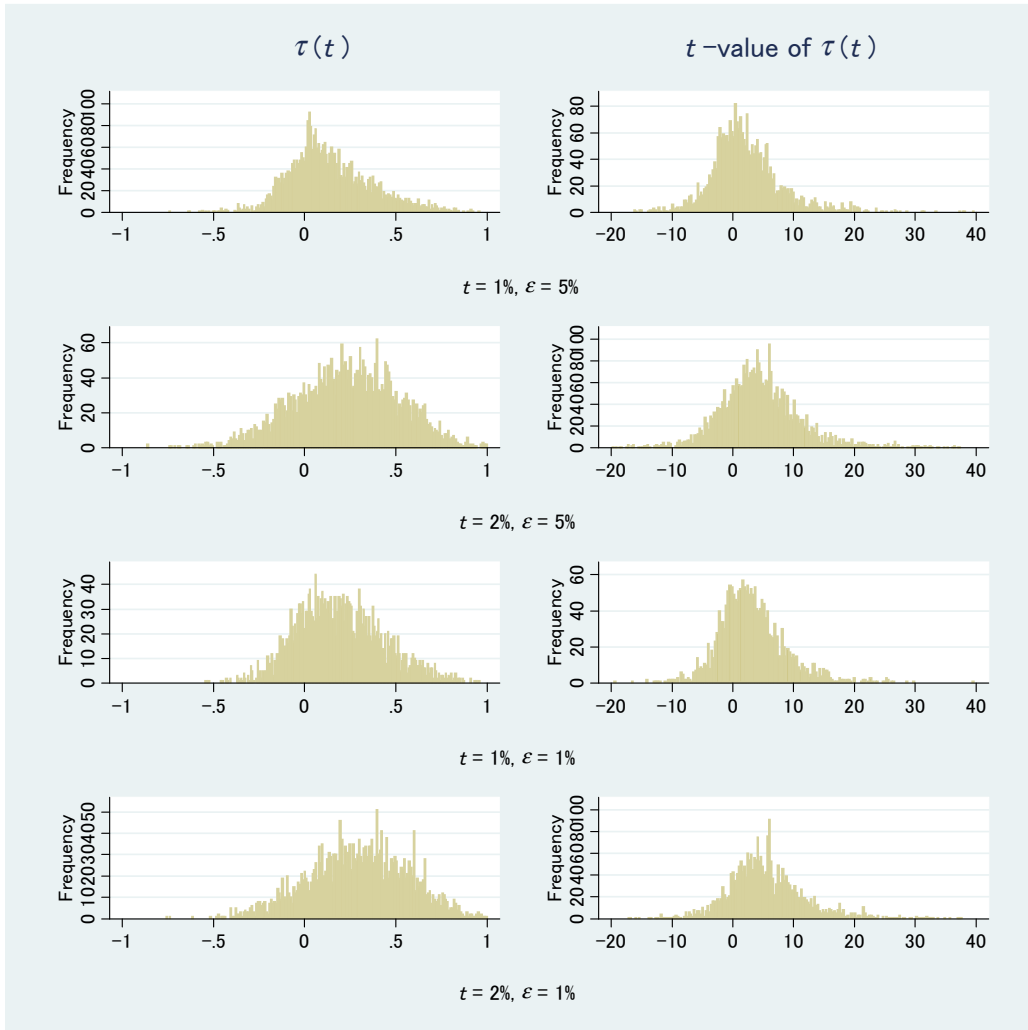 τ(t)
t-value of τ(t)
Frequency
0 20 40 60 80 100
-1 -.5 0 .5 1
Frequency
0 20 40 60 80
-20 -10 0 10 20 30 40
t = 1%, ε = 5%
Frequency
0 20 40 60
-1 -.5 0 .5 1
Frequency
0 20 40 60 80 100
-20 -10 0 10 20 30 40
t = 2%, ε = 5%
Frequency
0 10 20 30 40
-1 -.5 0 .5 1
Frequency
0 20 40 60
-20 -10 0 10 20 30 40
t = 1%, ε = 1%
Frequency
0 10 20 30 40 50
-1 -.5 0 .5 1
Frequency
0 20 40 60 80 100
-20 -10 0 10 20 30 40
t = 2%, ε = 1%